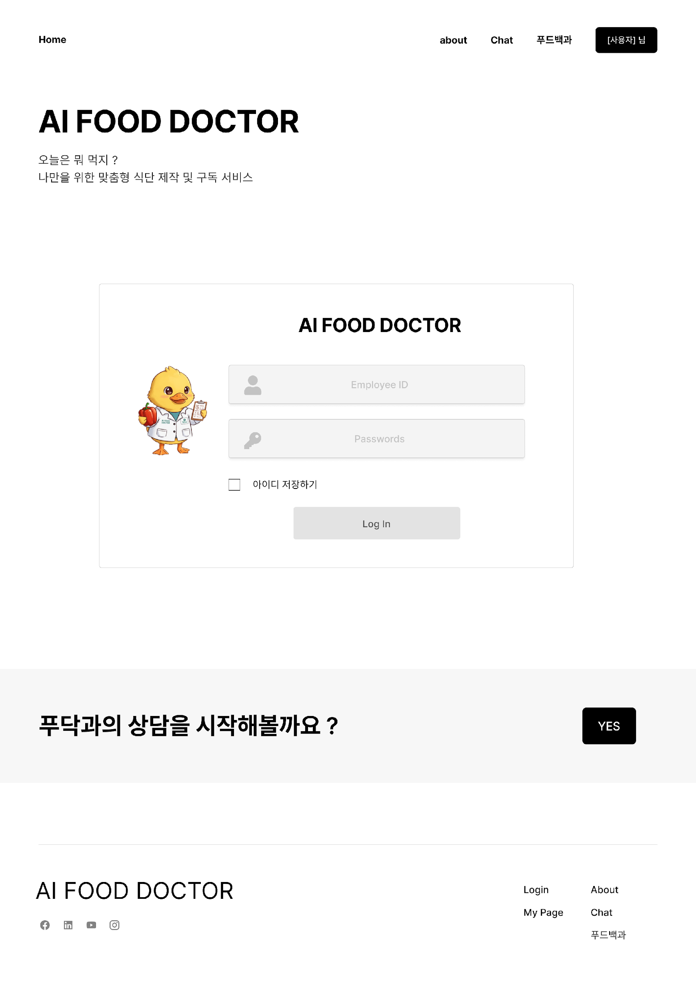 Home
about
Chat
푸드백과
[사용자] 님
AI FOOD DOCTOR
오늘은 뭐 먹지 ?
나만을 위한 맞춤형 식단 제작 및 구독 서비스
AI FOOD DOCTOR
Employee ID
AI FOOD
DOCTOR
Passwords
아이디 저장하기
Log In
푸닥과의 상담을 시작해볼까요 ?
YES
AI FOOD DOCTOR
Login
About
My Page
Chat
푸드백과